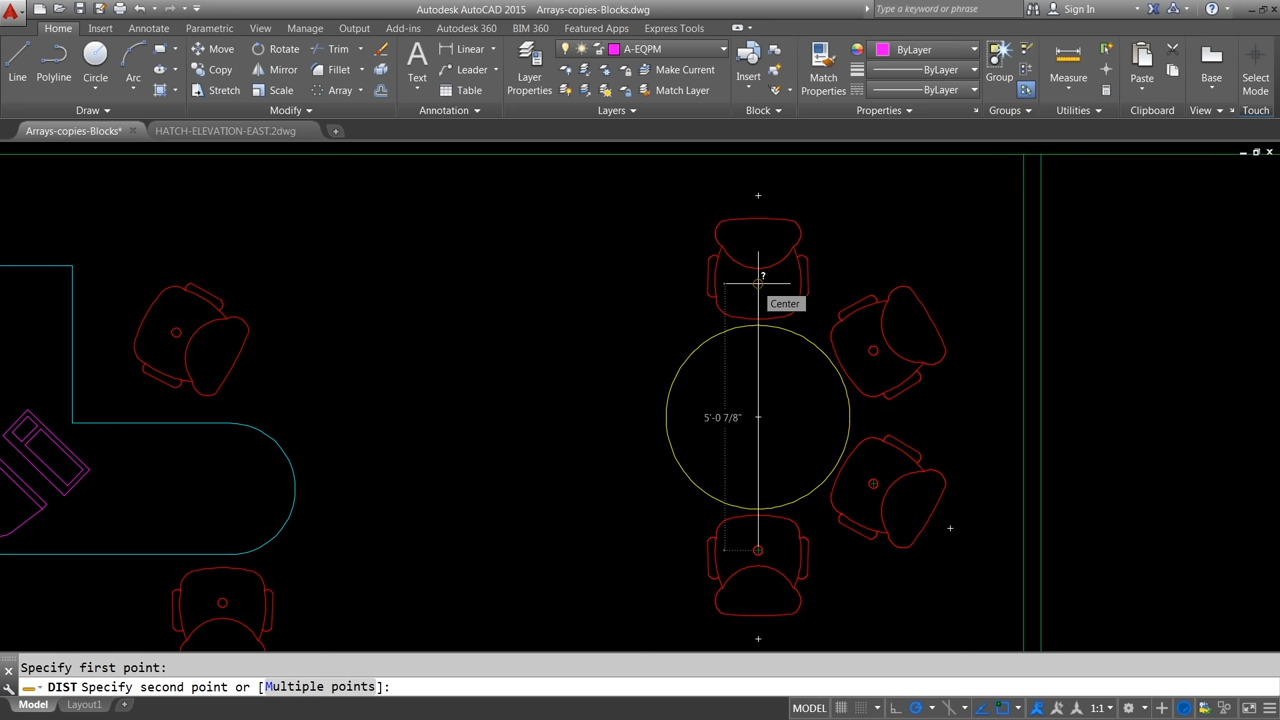 Autodesk AutoCAD 2015 Arrays-copies-Blocks.dwg
Type a keyword or phrase
Sign In
Home Insert Annotate Parametric View Manage Output Add-ins Autodesk 360 BIM 360 Featured Apps Express Tools
Line Polyline Circle Arc
Move Rotate Trim
Copy Mirror Fillet
Stretch Scale Array
Text
Linear
Leader
Table
Layer Properties
A-EQPM
Make Current
Match Layer
Insert
Match Properties
ByLayer
ByLayer
ByLayer
Group
Measure
Paste
Base
Select Mode
Draw Modify Annotation Layers Block Properties Groups Utilities Clipboard View Touch
Arrays-copies-Blocks* HATCH-ELEVATION-EAST.2dwg
?
Center
5'-0 7/8"
Specify first point:
DIST Specify second point or [Multiple points]:
Model Layout1
MODEL 1:1